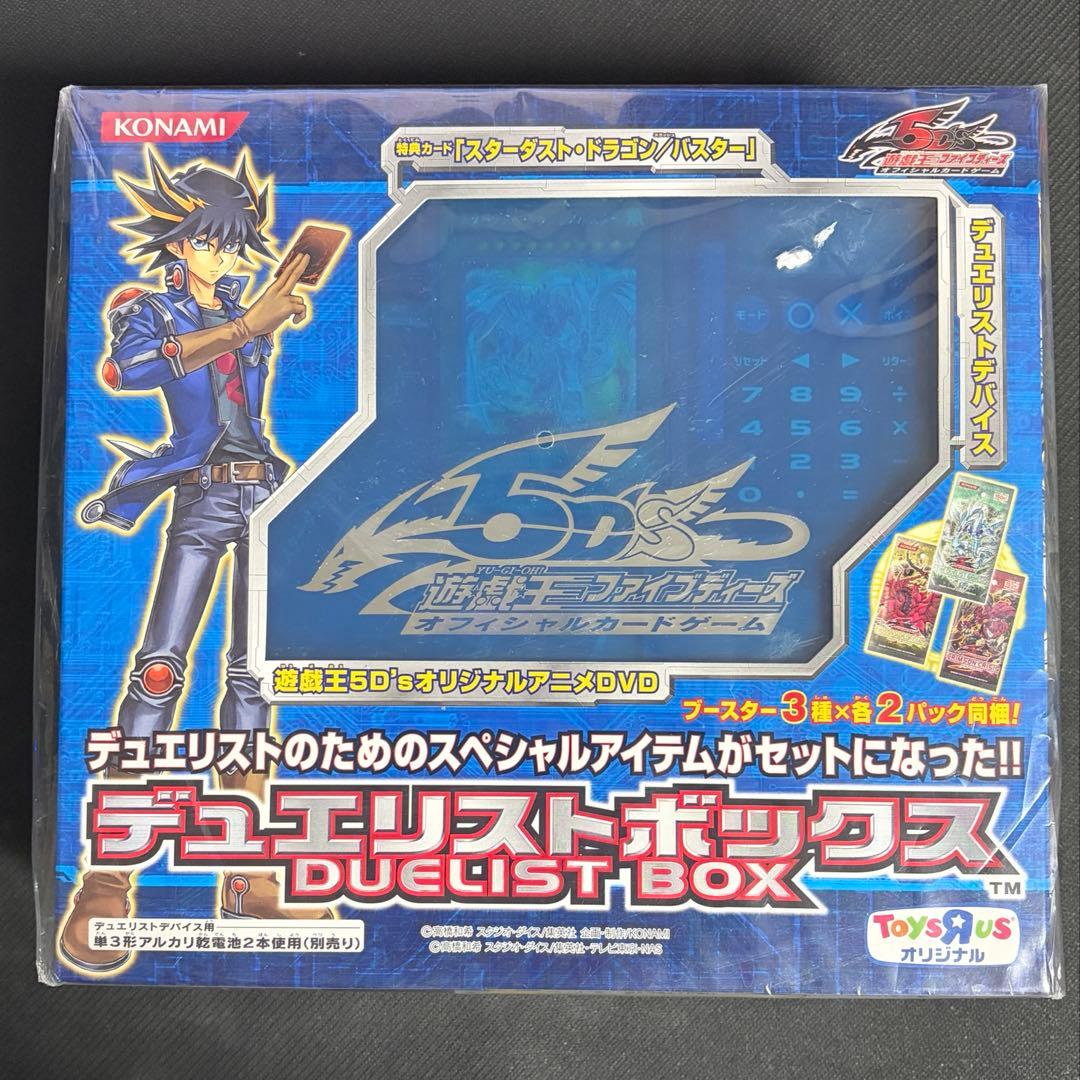 KONAMI
特典カード「スターダスト・ドラゴン／バスター」
5D's
遊戯王ファイブディーズ
オフィシャルカードゲーム
デュエリストデバイス
モード ○ × ポイ
リセット ◀ ▶ リター
7 8 9 ÷
4 5 6 ×
2 3 -
0 . =
5D's
YU-GI-OH!
遊戯王ファイブディーズ
オフィシャルカードゲーム
遊戯王5D'sオリジナルアニメDVD
ブースター3種×各2パック同梱!
デュエリストのためのスペシャルアイテムがセットになった!!
デュエリストボックス
DUELIST BOX
TM
デュエリストデバイス用
単3形アルカリ乾電池2本使用(別売り)
©高橋和希 スタジオ・ダイス/集英社 企画・制作/KONAMI
©高橋和希 スタジオ・ダイス/集英社・テレビ東京・NAS
TOYS"R"US
オリジナル